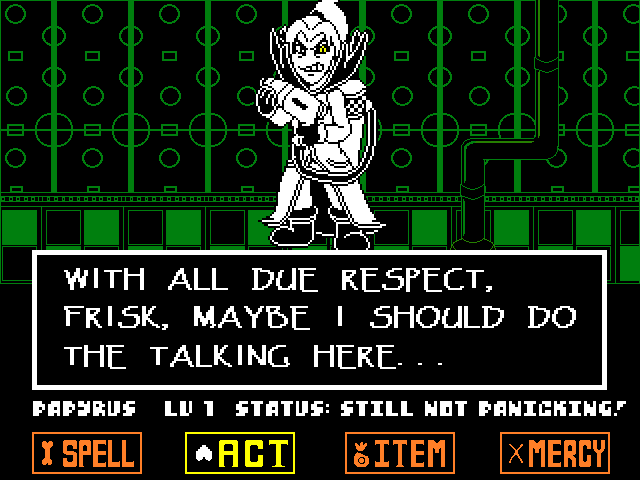 WITH ALL DUE RESPECT,
FRISK, MAYBE I SHOULD DO
THE TALKING HERE...
PAPYRUS LV 1 STATUS: STILL NOT PANICKING!
SPELL ACT ITEM MERCY